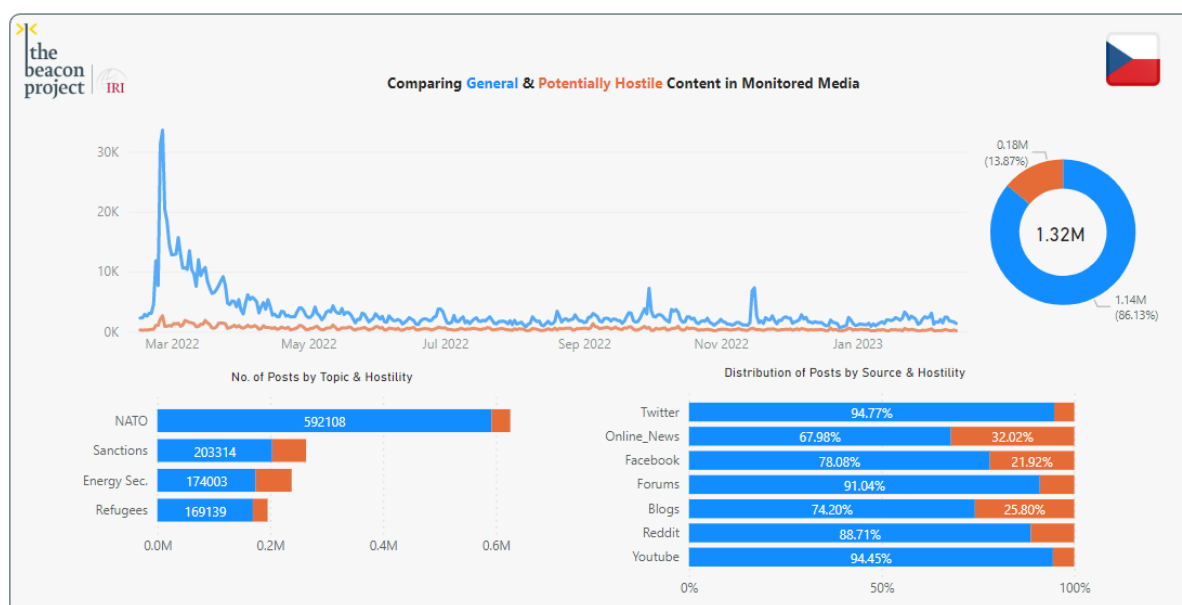 the
beacon
project
IRI
Comparing General & Potentially Hostile Content in Monitored Media
30K
20K
10K
0K
Mar 2022 May 2022 Jul 2022 Sep 2022 Nov 2022 Jan 2023
0.18M
(13.87%)
1.32M
1.14M
(86.13%)
No. of Posts by Topic & Hostility
NATO 592108
Sanctions 203314
Energy Sec. 174003
Refugees 169139
0.0M 0.2M 0.4M 0.6M
Distribution of Posts by Source & Hostility
Twitter 94.77%
Online_News 67.98% 32.02%
Facebook 78.08% 21.92%
Forums 91.04%
Blogs 74.20% 25.80%
Reddit 88.71%
Youtube 94.45%
0% 50% 100%